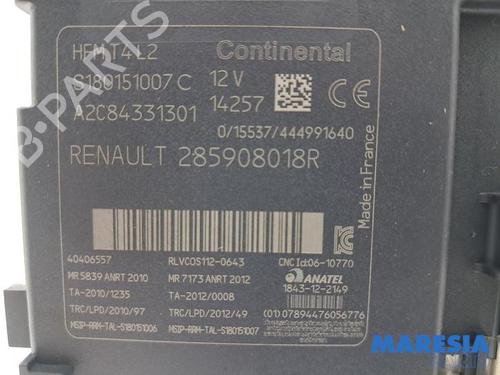 HFM T4L2 Continental
S180151007 C 12 V
A2C84331301 14257
0/15537/444991640
RENAULT 285908018R
Made in France
40406557 RLVCOS112-0643 CNC Id:06-10770
MR 5839 ANRT 2010 MR 7173 ANRT 2012 ANATEL
TA-2010/1235 TA-2012/0008 1843-12-2149
TRC/LPD/2010/97 TRC/LPD/2012/49 (01)07894476056776
MSIP-RRM-TAL-S180151006 MSIP-RRM-TAL-S180151007
B-PARTS
MARESIA